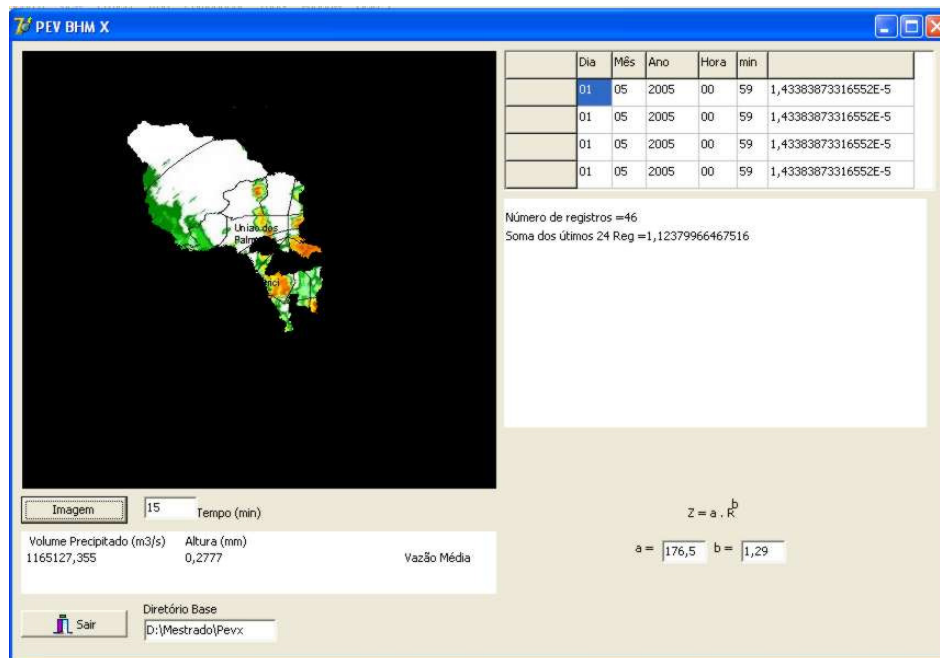 PEV BHM X
Dia Mês Ano Hora min
01 05 2005 00 59 1,43383873316552E-5
01 05 2005 00 59 1,43383873316552E-5
01 05 2005 00 59 1,43383873316552E-5
01 05 2005 00 59 1,43383873316552E-5
União dos
Número de registros =46
Soma dos útimos 24 Reg =1,12379966467516
Imagem 15 Tempo (min)
Z = a . R b
Volume Precipitado (m3/s) Altura (mm)
1165127,355 0,2777 Vazão Média
a = 176,5 b = 1,29
Diretório Base
Sair D:\Mestrado\Pevx